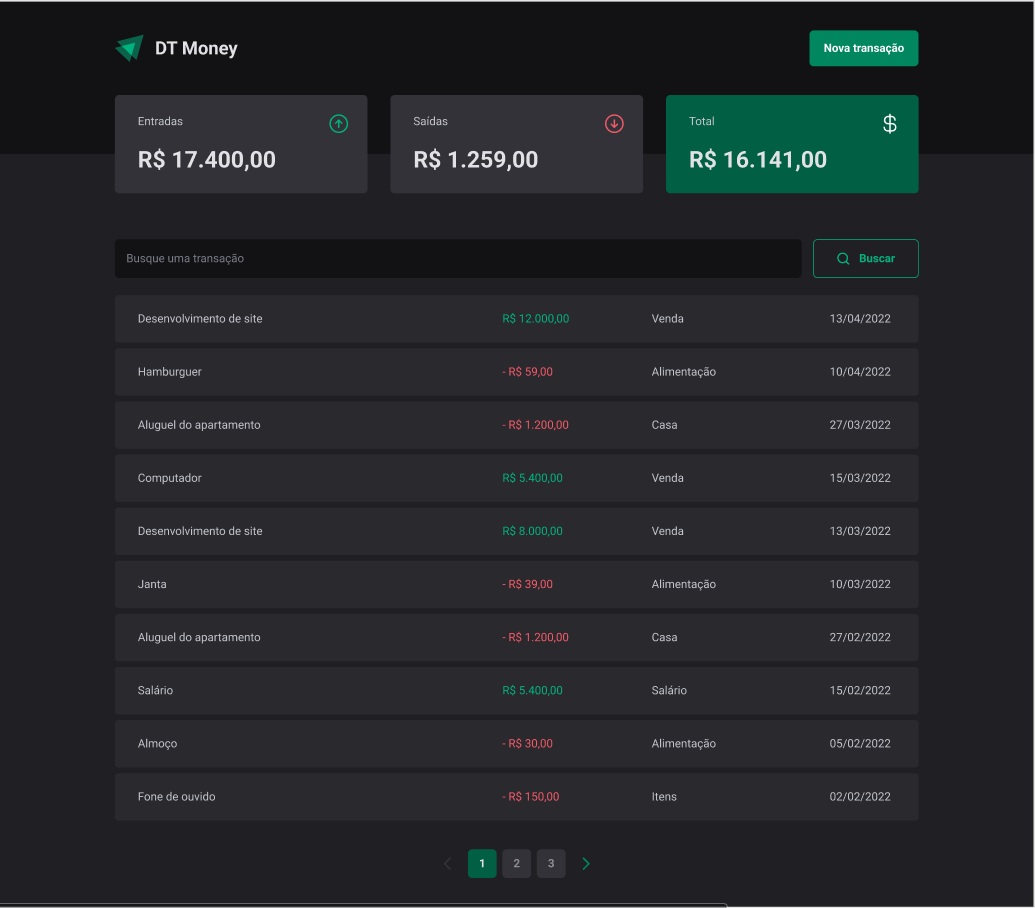 DT Money
Nova transação
Entradas
R$ 17.400,00
Saídas
R$ 1.259,00
Total
$
R$ 16.141,00
Busque uma transação
Buscar
Desenvolvimento de site R$ 12.000,00 Venda 13/04/2022
Hamburguer - R$ 59,00 Alimentação 10/04/2022
Aluguel do apartamento - R$ 1.200,00 Casa 27/03/2022
Computador R$ 5.400,00 Venda 15/03/2022
Desenvolvimento de site R$ 8.000,00 Venda 13/03/2022
Janta - R$ 39,00 Alimentação 10/03/2022
Aluguel do apartamento - R$ 1.200,00 Casa 27/02/2022
Salário R$ 5.400,00 Salário 15/02/2022
Almoço - R$ 30,00 Alimentação 05/02/2022
Fone de ouvido - R$ 150,00 Itens 02/02/2022
1 2 3